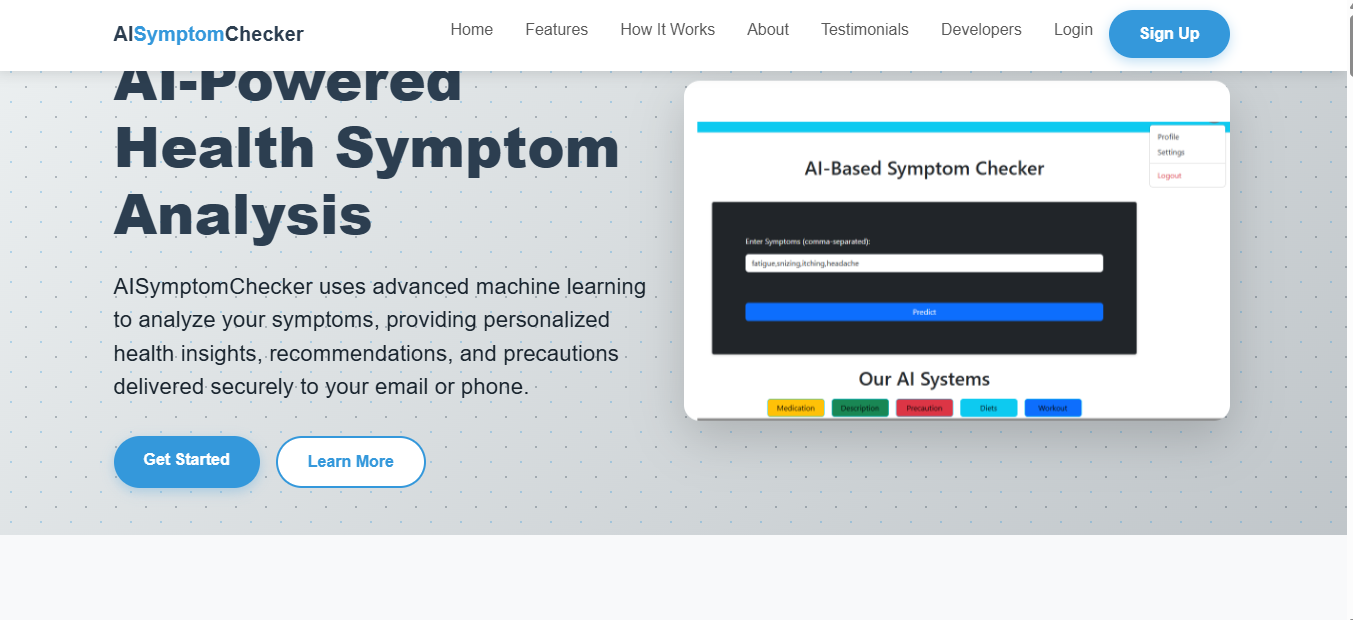 AISymptomChecker
Home
Features
How It Works
About
Testimonials
Developers
Login
Sign Up
AI-Powered
Health Symptom
Analysis
AISymptomChecker uses advanced machine learning
to analyze your symptoms, providing personalized
health insights, recommendations, and precautions
delivered securely to your email or phone.
Get Started
Learn More
Profile
Settings
Logout
AI-Based Symptom Checker
Enter Symptoms (comma-separated):
fatigue,snizing,itching,headache
Predict
Our AI Systems
Medication
Description
Precaution
Diets
Workout